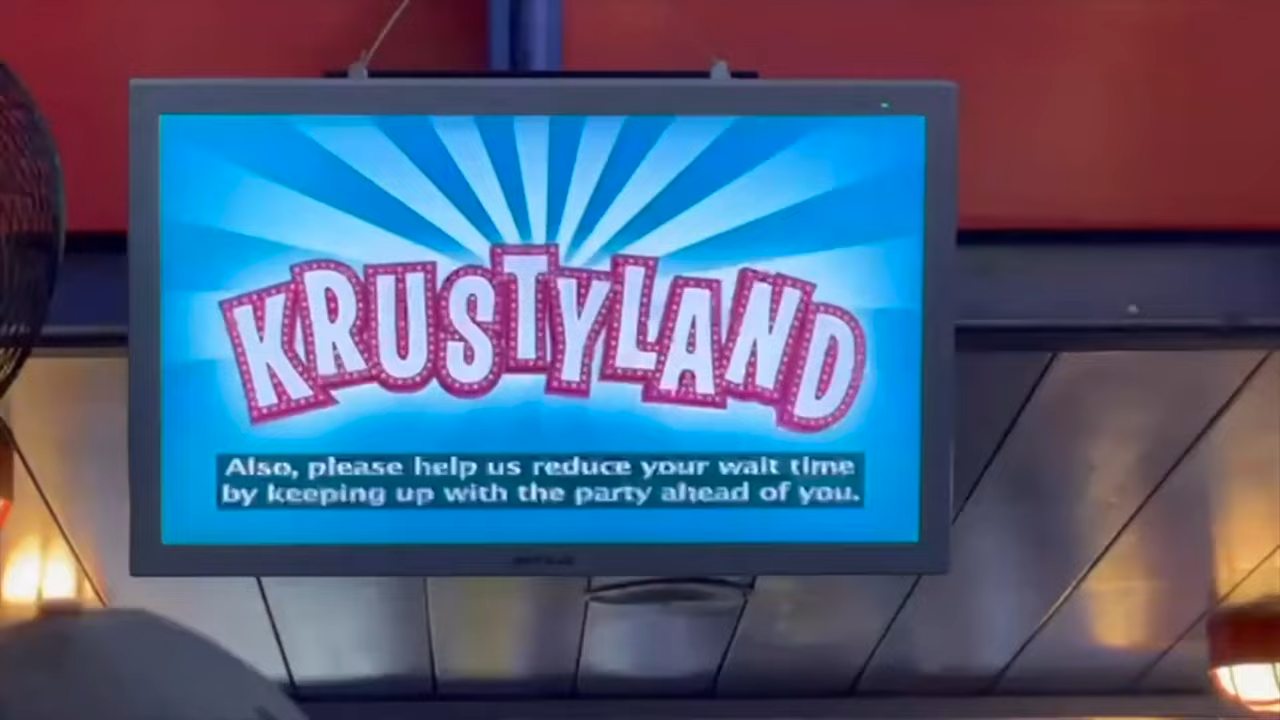 KRUSTYLAND
Also, please help us reduce your wait time
by keeping up with the party ahead of you.